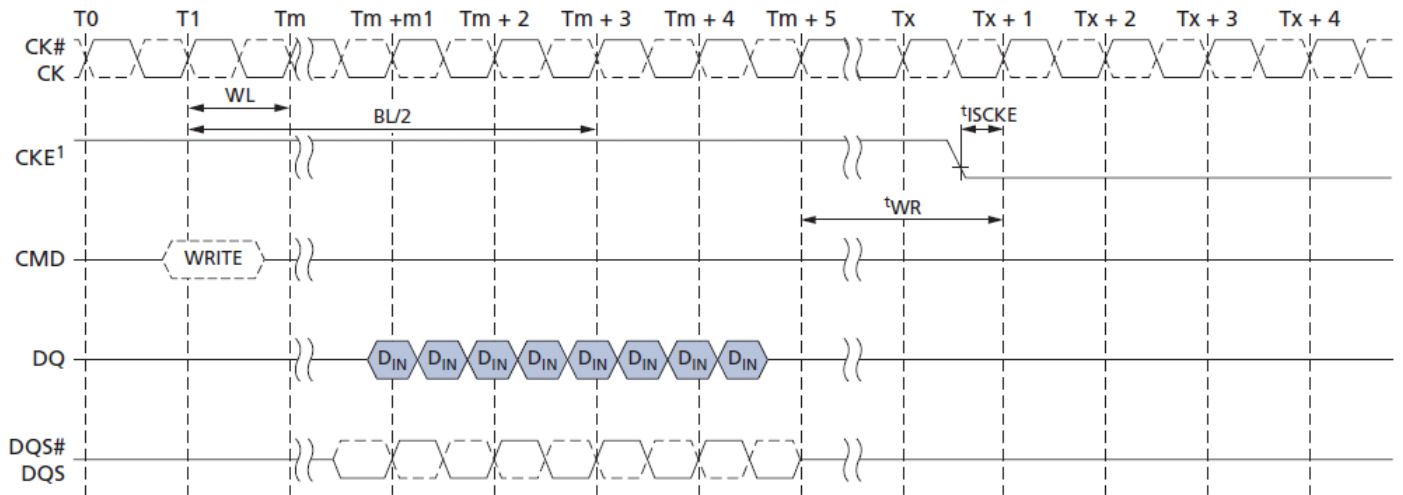 T0 T1 Tm Tm +m1 Tm + 2 Tm + 3 Tm + 4 Tm + 5 Tx Tx + 1 Tx + 2 Tx + 3 Tx + 4
CK#
CK
WL
BL/2
tISCKE
CKE1
tWR
CMD WRITE
DQ DIN DIN DIN DIN DIN DIN DIN DIN
DQS#
DQS